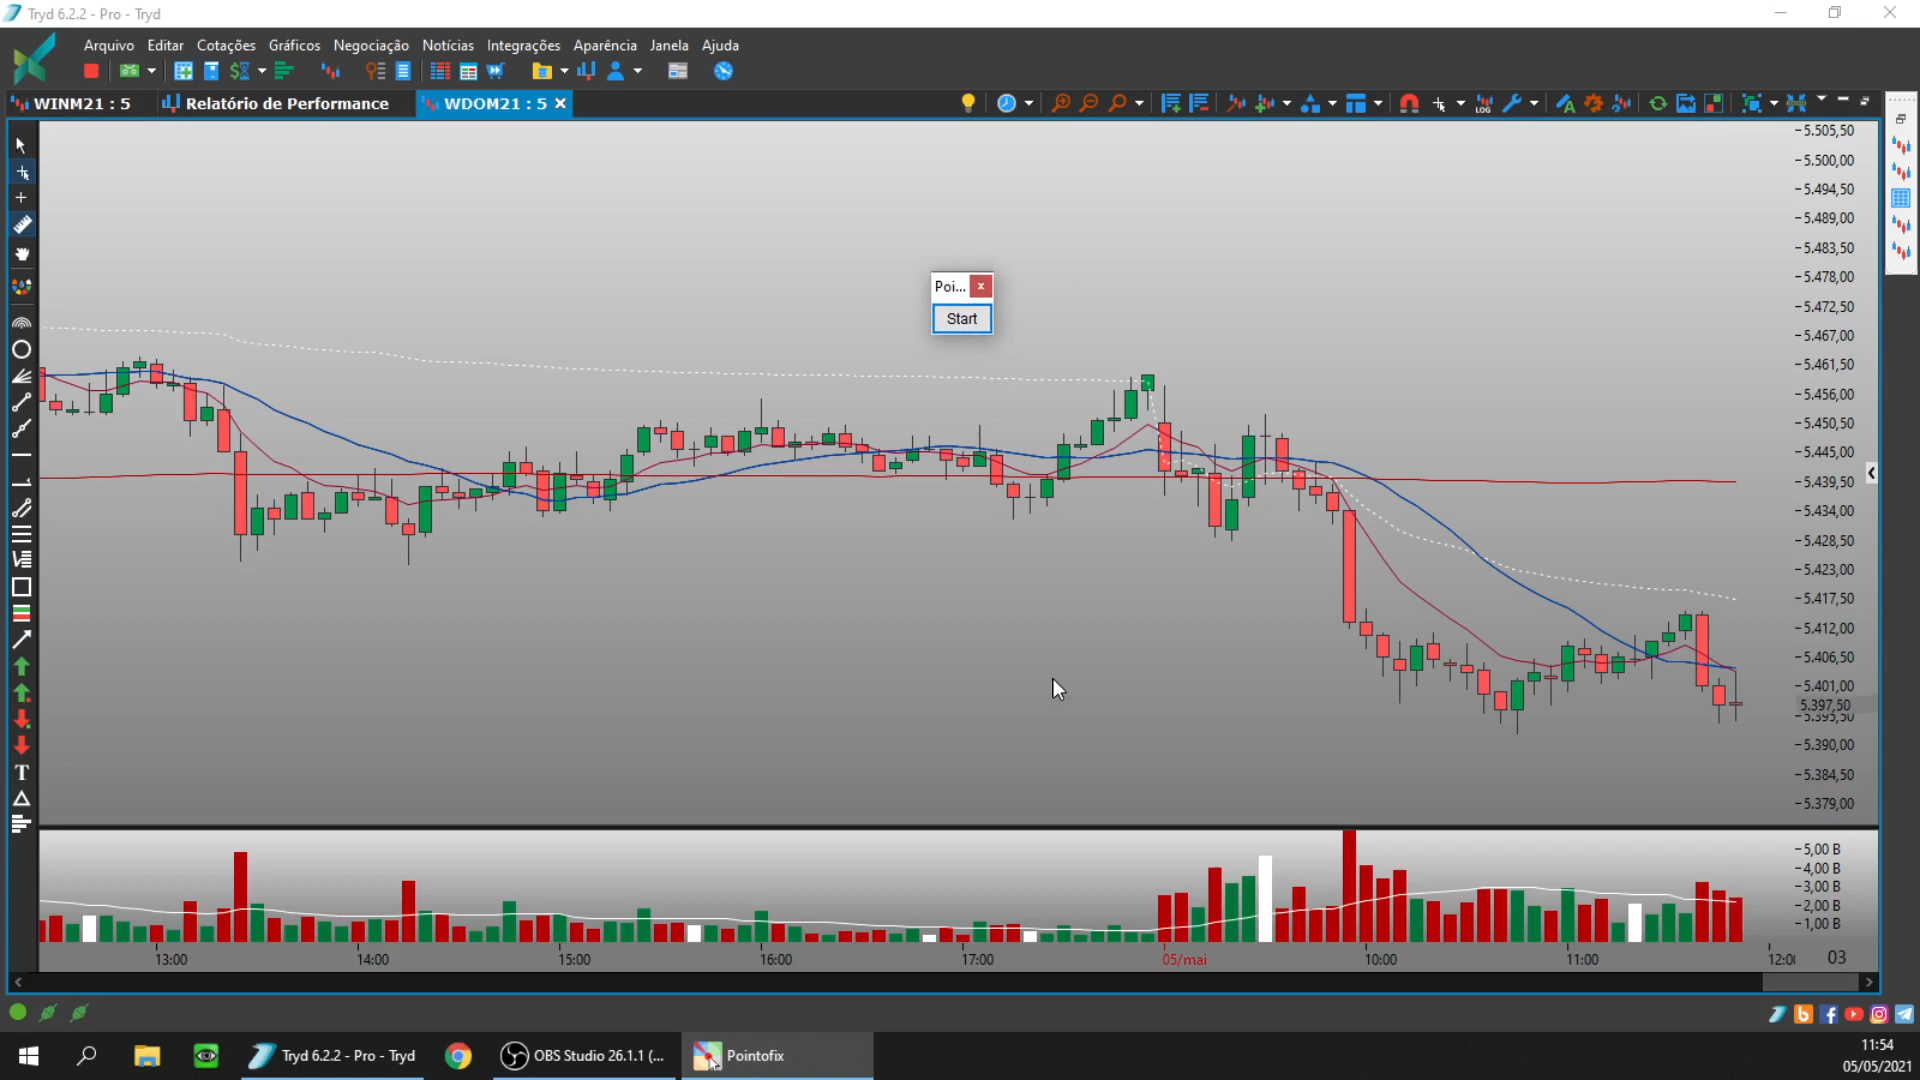 Tryd 6.2.2 - Pro - Tryd
Arquivo Editar Cotações Gráficos Negociação Notícias Integrações Aparência Janela Ajuda
WINM21 : 5 Relatório de Performance WDOM21 : 5
LOG
5.505,50
5.500,00
5.494,50
5.489,00
5.483,50
5.478,00
5.472,50
5.467,00
5.461,50
5.456,00
5.450,50
5.445,00
5.439,50
5.434,00
5.428,50
5.423,00
5.417,50
5.412,00
5.406,50
5.401,00
5.397,50
5.395,50
5.390,00
5.384,50
5.379,00
Poi... x
Start
T
5,00 B
4,00 B
3,00 B
2,00 B
1,00 B
13:00 14:00 15:00 16:00 17:00 05/mai 10:00 11:00 12:0 03
Tryd 6.2.2 - Pro - Tryd OBS Studio 26.1.1 (... Pointofix
11:54
05/05/2021